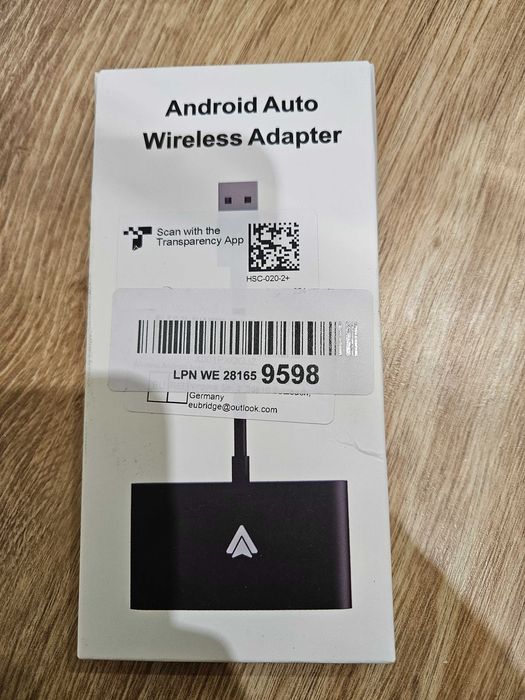 Android Auto
Wireless Adapter
Scan with the
Transparency App
HSC-020-2+
LPN WE 28165 9598
Germany
eubridge@outlook.com